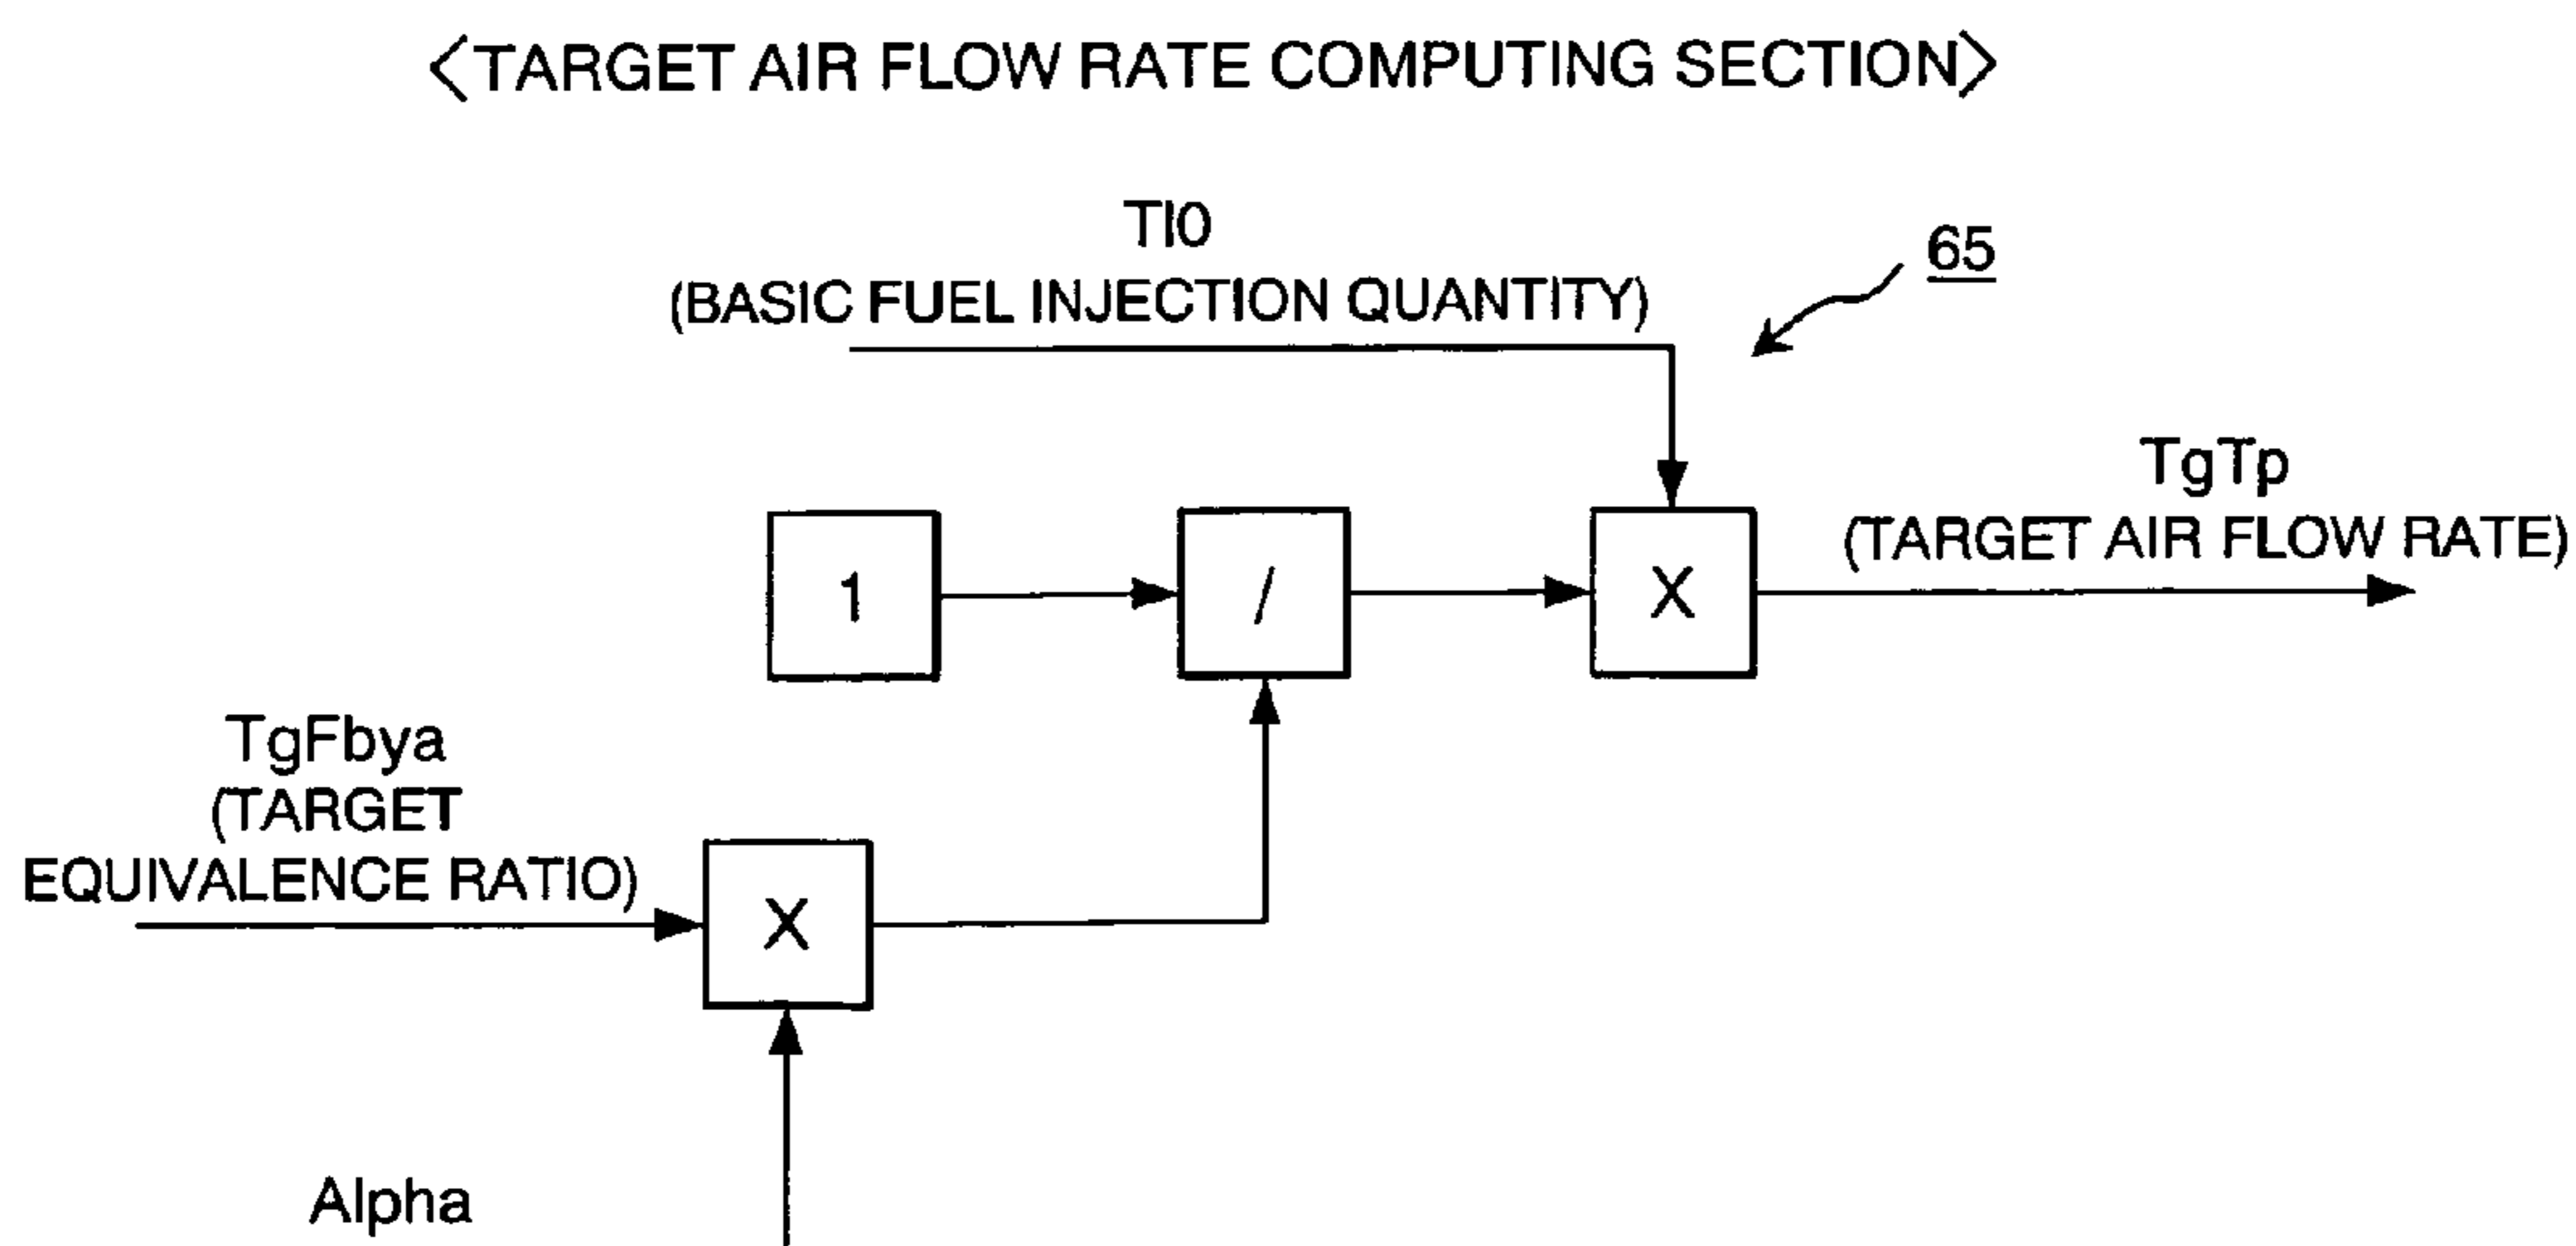 <TARGET AIR FLOW RATE COMPUTING SECTION>
TI0
(BASIC FUEL INJECTION QUANTITY)
65
TgTp
(TARGET AIR FLOW RATE)
1
/
X
TgFbya
(TARGET
EQUIVALENCE RATIO)
X
Alpha